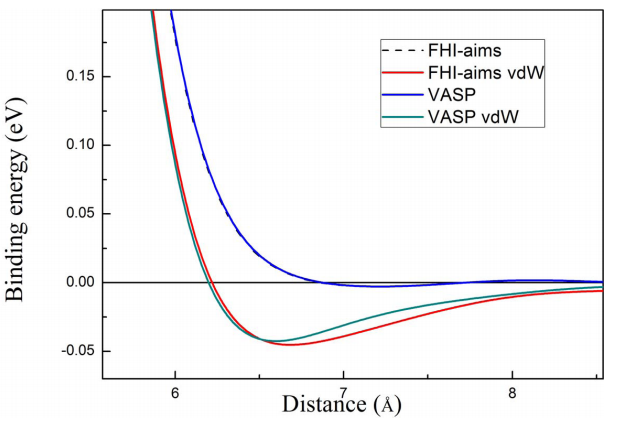 Binding energy (eV)
0.15
0.10
0.05
0.00
-0.05
FHI-aims
FHI-aims vdW
VASP
VASP vdW
6
7
8
Distance (Å)